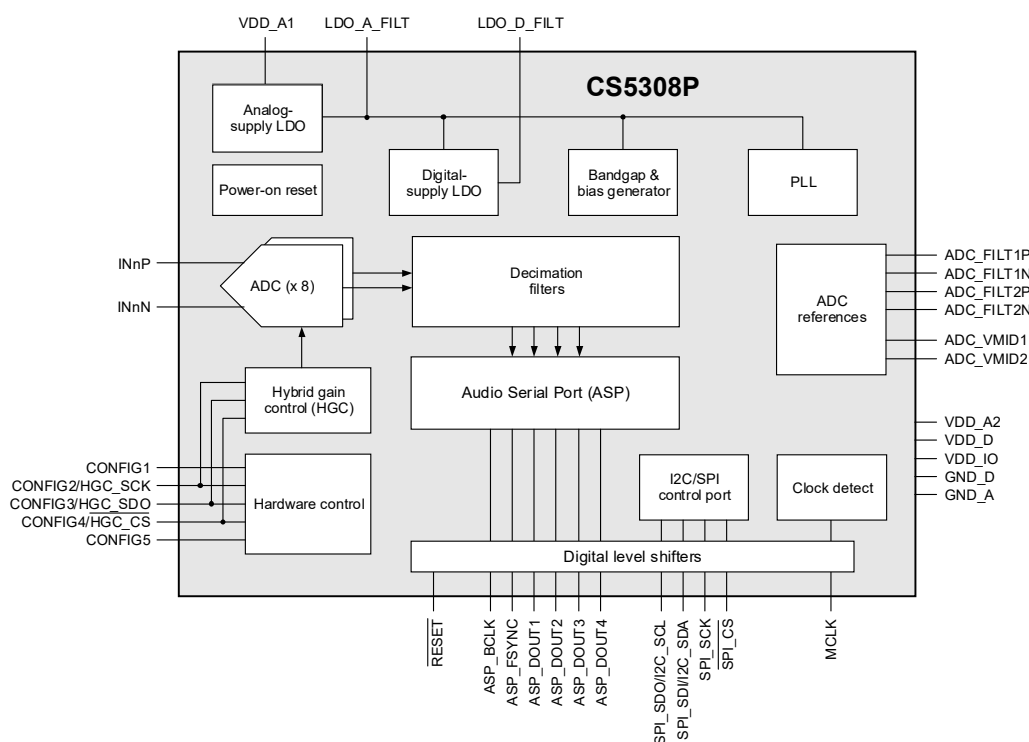 VDD_A1
LDO_A_FILT
LDO_D_FILT
CS5308P
Analog-
supply LDO
Digital-
supply LDO
Bandgap &
bias generator
PLL
Power-on reset
INnP
INnN
ADC (x 8)
Decimation
filters
ADC
references
ADC_FILT1P
ADC_FILT1N
ADC_FILT2P
ADC_FILT2N
ADC_VMID1
ADC_VMID2
Hybrid gain
control (HGC)
Audio Serial Port (ASP)
VDD_A2
VDD_D
VDD_IO
GND_D
GND_A
CONFIG1
CONFIG2/HGC_SCK
CONFIG3/HGC_SDO
CONFIG4/HGC_CS
CONFIG5
Hardware control
I2C/SPI
control port
Clock detect
Digital level shifters
RESET
ASP_BCLK
ASP_FSYNC
ASP_DOUT1
ASP_DOUT2
ASP_DOUT3
ASP_DOUT4
SPI_SDO/I2C_SCL
SPI_SDI/I2C_SDA
SPI_SCK
SPI_CS
MCLK